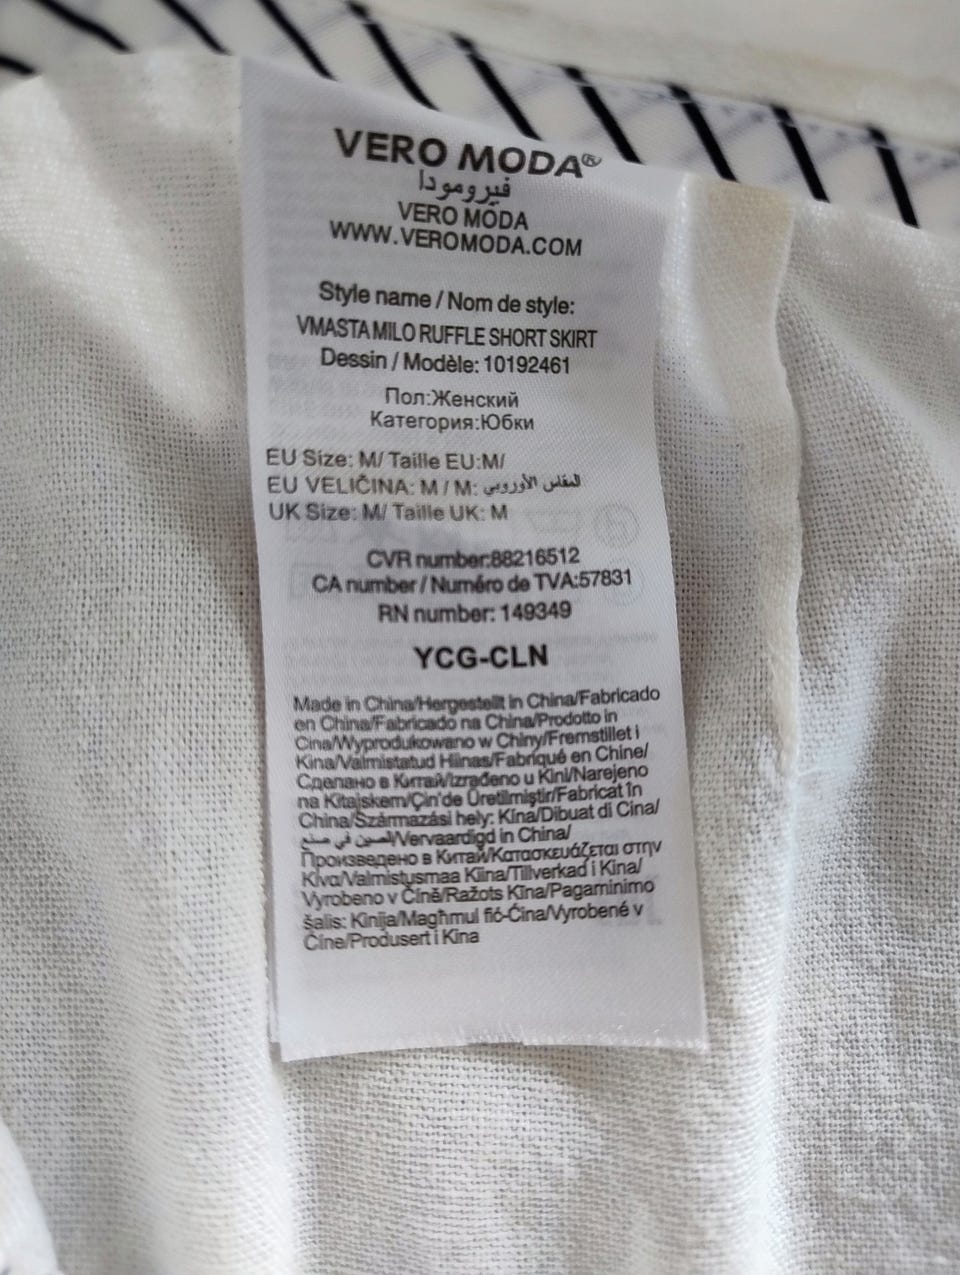 VERO MODA®
فيرومودا
VERO MODA
WWW.VEROMODA.COM
Style name / Nom de style:
VMASTAMILO RUFFLE SHORT SKIRT
Dessin / Modèle: 10192461
Пол:Женский
Категория:Юбки
EU Size: M/ Taille EU:M/
EU VELIČINA: M / M: المقاس الأوروبي
UK Size: M/ Taille UK: M
CVR number:88216512
CA number / Numéro de TVA:57831
RN number: 149349
YCG-CLN
Made in China/Hergestellt in China/Fabricado
en China/Fabricado na China/Prodotto in
Cina/Wyprodukowano w Chiny/Fremstillet i
Kina/Valmistatud Hiinas/Fabriqué en Chine/
Сделано в Китай/Izrađeno u Kini/Narejeno
na Kitajskem/Çin'de Üretilmiştir/Fabricat în
China/Származási hely: Kína/Dibuat di Cina/
الصين في صنع/Vervaardigd in China/
Произведено в Китай/Κατασκευάζεται στην
Κίνα/Valmistusmaa Kiina/Tillverkad i Kina/
Vyrobeno v Číně/Ražots Ķīna/Pagaminimo
šalis: Kinija/Magħmul fiċ-Ċina/Vyrobené v
Číne/Produsert i Kina